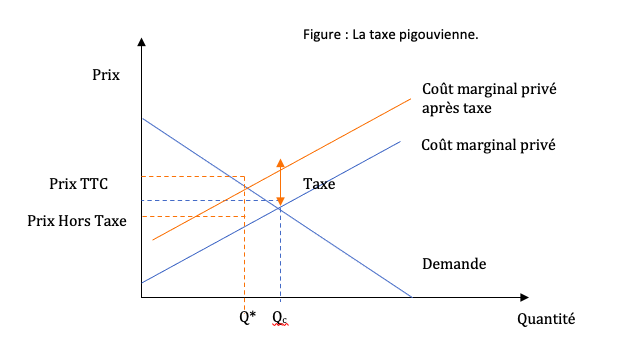 Figure : La taxe pigouvienne.
Prix
Coût marginal privé
après taxe
Coût marginal privé
Prix TTC
Taxe
Prix Hors Taxe
Demande
Q*
Qc
Quantité